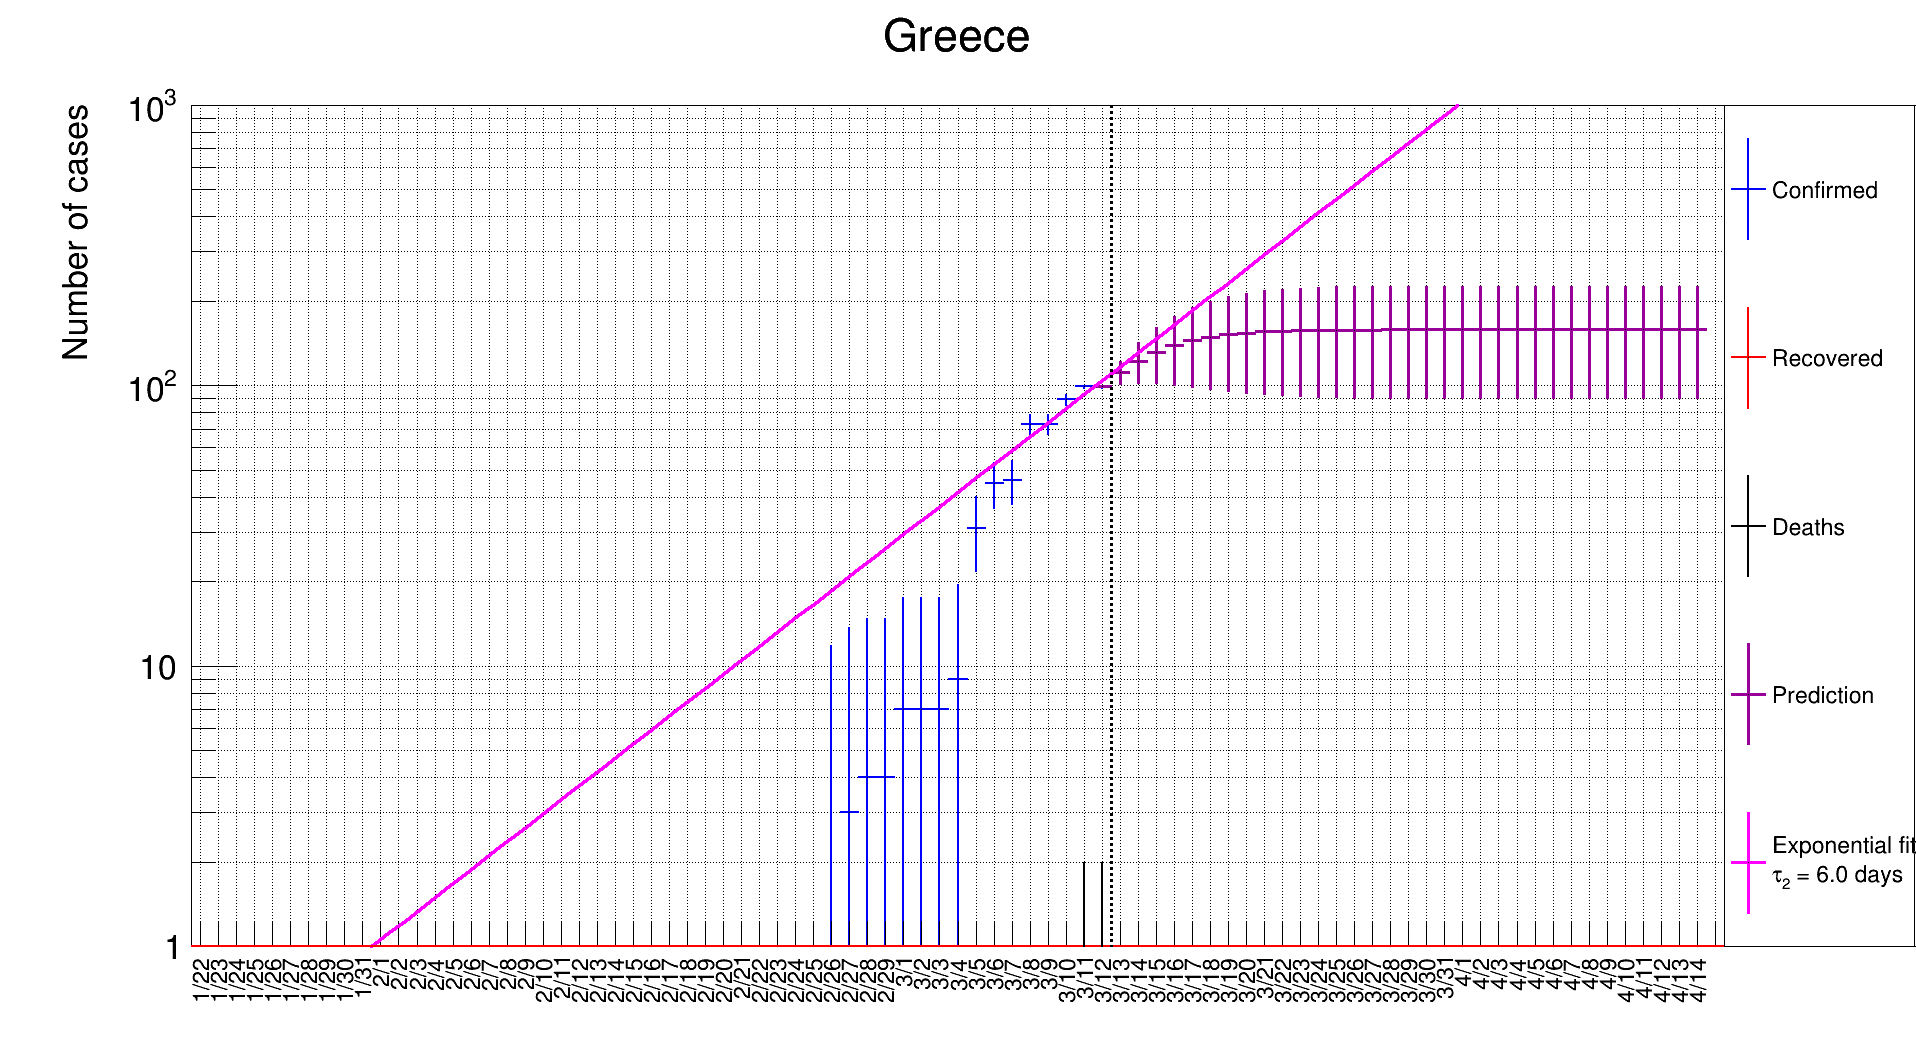 Greece
Number of cases
10³
10²
10
1
1/22 1/23 1/24 1/25 1/26 1/27 1/28 1/29 1/30 1/31 2/1 2/2 2/3 2/4 2/5 2/6 2/7 2/8 2/9 2/10 2/11 2/12 2/13 2/14 2/15 2/16 2/17 2/18 2/19 2/20 2/21 2/22 2/23 2/24 2/25 2/26 2/27 2/28 2/29 3/1 3/2 3/3 3/4 3/5 3/6 3/7 3/8 3/9 3/10 3/11 3/12 3/13 3/14 3/15 3/16 3/17 3/18 3/19 3/20 3/21 3/22 3/23 3/24 3/25 3/26 3/27 3/28 3/29 3/30 3/31 4/1 4/2 4/3 4/4 4/5 4/6 4/7 4/8 4/9 4/10 4/11 4/12 4/13 4/14
Confirmed
Recovered
Deaths
Prediction
Exponential fit
τ₂ = 6.0 days